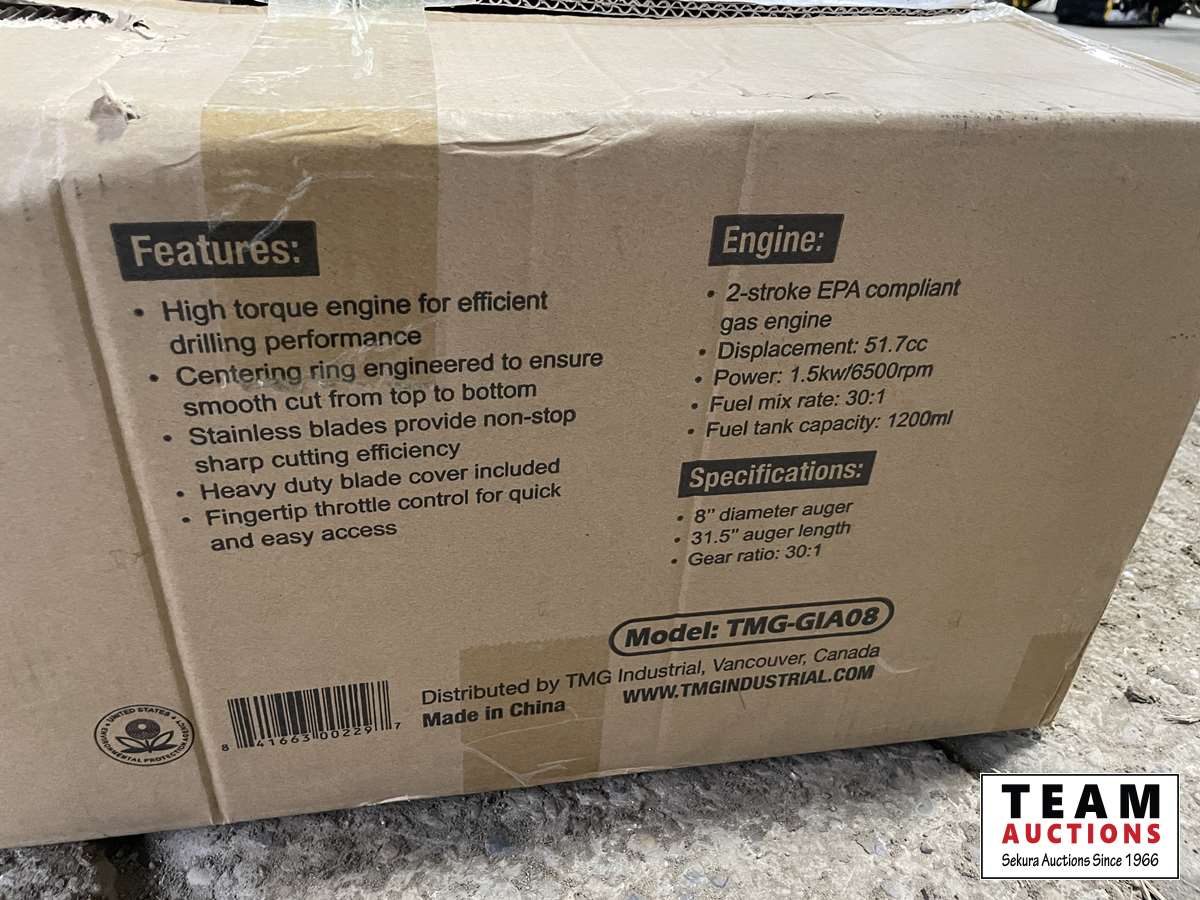 Features:
• High torque engine for efficient
drilling performance
• Centering ring engineered to ensure
smooth cut from top to bottom
• Stainless blades provide non-stop
sharp cutting efficiency
• Heavy duty blade cover included
• Fingertip throttle control for quick
and easy access
Engine:
• 2-stroke EPA compliant
gas engine
• Displacement: 51.7cc
• Power: 1.5kw/6500rpm
• Fuel mix rate: 30:1
• Fuel tank capacity: 1200ml
Specifications:
• 8" diameter auger
• 31.5" auger length
• Gear ratio: 30:1
Model: TMG-GIA08
Distributed by TMG Industrial, Vancouver, Canada
Made in China
WWW.TMGINDUSTRIAL.COM
8 41663 00229 7
UNITED STATES • ENVIRONMENTAL PROTECTION AGENCY •
TEAM
AUCTIONS
Sekura Auctions Since 1966